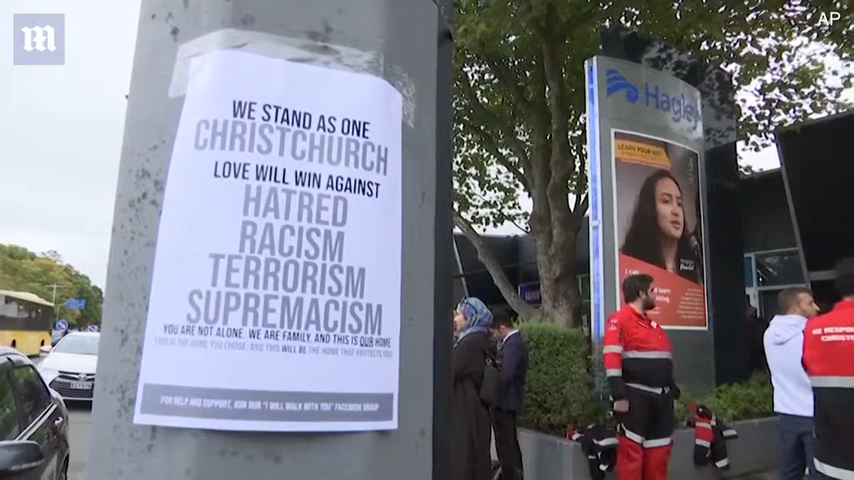 m
AP
WE STAND AS ONE
CHRISTCHURCH
LOVE WILL WIN AGAINST
HATRED
RACISM
TERRORISM
SUPREMACISM
YOU ARE NOT ALONE. WE ARE FAMILY, AND THIS IS OUR HOME
THIS IS THE HOME YOU CHOSE, AND THIS WILL BE THE HOME THAT PROTECTS YOU
FOR HELP AND SUPPORT, JOIN OUR "I WILL WALK WITH YOU" FACEBOOK GROUP
Hagley
LEARN YOUR WAY